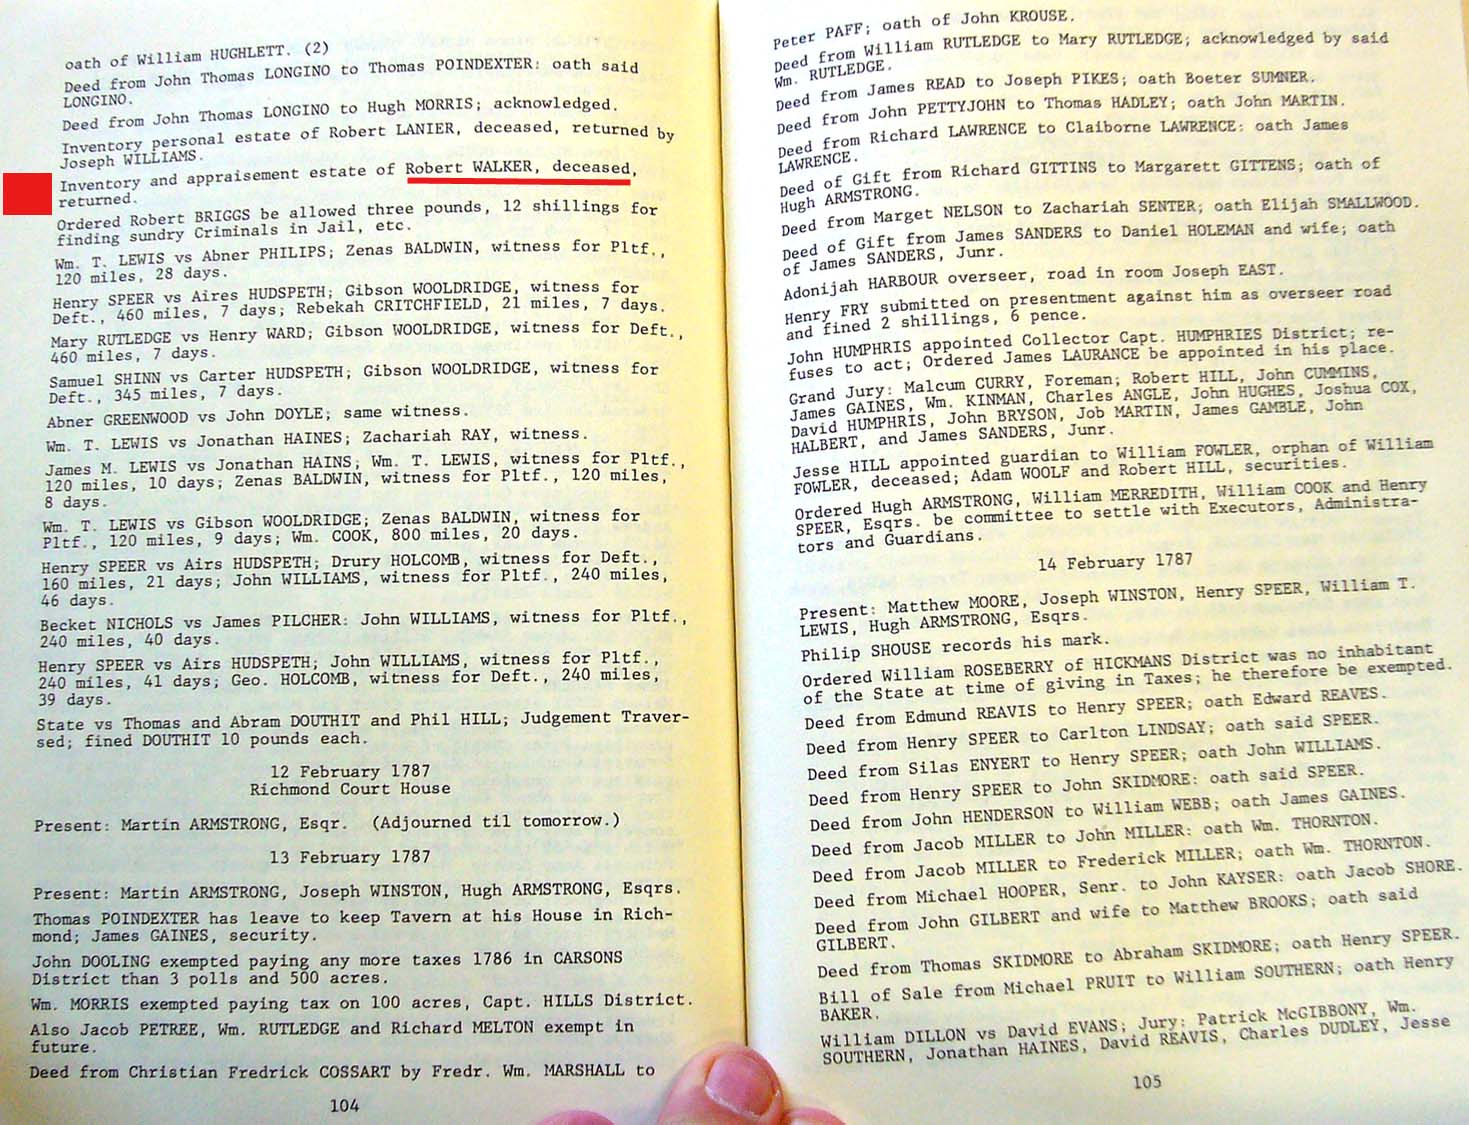 oath of William HUGHLETT. (2)
Deed from John Thomas LONGINO to Thomas POINDEXTER: oath said
LONGINO.
Deed from John Thomas LONGINO to Hugh MORRIS; acknowledged.
Inventory personal estate of Robert LANIER, deceased, returned by
Joseph WILLIAMS.
Inventory and appraisement estate of Robert WALKER, deceased,
returned.
Ordered Robert BRIGGS be allowed three pounds, 12 shillings for
finding sundry Criminals in Jail, etc.
Wm. T. LEWIS vs Abner PHILIPS; Zenas BALDWIN, witness for Pltf.,
120 miles, 28 days.
Henry SPEER vs Aires HUDSPETH; Gibson WOOLDRIDGE, witness for
Deft., 460 miles, 7 days; Rebekah CRITCHFIELD, 21 miles, 7 days.
Mary RUTLEDGE vs Henry WARD; Gibson WOOLDRIDGE, witness for Deft.,
460 miles, 7 days.
Samuel SHINN vs Carter HUDSPETH; Gibson WOOLDRIDGE, witness for
Deft., 345 miles, 7 days.
Abner GREENWOOD vs John DOYLE; same witness.
Wm. T. LEWIS vs Jonathan HAINES; Zachariah RAY, witness.
James M. LEWIS vs Jonathan HAINS; Wm. T. LEWIS, witness for Pltf.,
120 miles, 10 days; Zenas BALDWIN, witness for Pltf., 120 miles,
8 days.
Wm. T. LEWIS vs Gibson WOOLDRIDGE; Zenas BALDWIN, witness for
Pltf., 120 miles, 9 days; Wm. COOK, 800 miles, 20 days.
Henry SPEER vs Airs HUDSPETH; Drury HOLCOMB, witness for Deft.,
160 miles, 21 days; John WILLIAMS, witness for Pltf., 240 miles,
46 days.
Becket NICHOLS vs James PILCHER: John WILLIAMS, witness for Pltf.,
240 miles, 40 days.
Henry SPEER vs Airs HUDSPETH; John WILLIAMS, witness for Pltf.,
240 miles, 41 days; Geo. HOLCOMB, witness for Deft., 240 miles,
39 days.
State vs Thomas and Abram DOUTHIT and Phil HILL; Judgement Traver-
sed; fined DOUTHIT 10 pounds each.
12 February 1787
Richmond Court House
Present: Martin ARMSTRONG, Esqr. (Adjourned til tomorrow.)
13 February 1787
Present: Martin ARMSTRONG, Joseph WINSTON, Hugh ARMSTRONG, Esqrs.
Thomas POINDEXTER has leave to keep Tavern at his House in Rich-
mond; James GAINES, security.
John DOOLING exempted paying any more taxes 1786 in CARSONS
District than 3 polls and 500 acres.
Wm. MORRIS exempted paying tax on 100 acres, Capt. HILLS District.
Also Jacob PETREE, Wm. RUTLEDGE and Richard MELTON exempt in
future.
Deed from Christian Fredrick COSSART by Fredr. Wm. MARSHALL to
104
Peter PAFF; oath of John KROUSE.
Deed from William RUTLEDGE to Mary RUTLEDGE; acknowledged by said
Wm. RUTLEDGE.
Deed from James READ to Joseph PIKES; oath Boeter SUMNER.
Deed from John PETTYJOHN to Thomas HADLEY; oath John MARTIN.
Deed from Richard LAWRENCE to Claiborne LAWRENCE: oath James
LAWRENCE.
Deed of Gift from Richard GITTINS to Margarett GITTENS; oath of
Hugh ARMSTRONG.
Deed from Marget NELSON to Zachariah SENTER; oath Elijah SMALLWOOD.
Deed of Gift from James SANDERS to Daniel HOLEMAN and wife; oath
of James SANDERS, Junr.
Adonijah HARBOUR overseer, road in room Joseph EAST.
Henry FRY submitted on presentment against him as overseer road
and fined 2 shillings, 6 pence.
John HUMPHRIS appointed Collector Capt. HUMPHRIES District; re-
fuses to act; Ordered James LAURANCE be appointed in his place.
Grand Jury: Malcum CURRY, Foreman; Robert HILL, John CUMMINS,
James GAINES, Wm. KINMAN, Charles ANGLE, John HUGHES, Joshua COX,
David HUMPHRIS, John BRYSON, Job MARTIN, James GAMBLE, John
HALBERT, and James SANDERS, Junr.
Jesse HILL appointed guardian to William FOWLER, orphan of William
FOWLER, deceased; Adam WOOLF and Robert HILL, securities.
Ordered Hugh ARMSTRONG, William MERREDITH, William COOK and Henry
SPEER, Esqrs. be committee to settle with Executors, Administra-
tors and Guardians.
14 February 1787
Present: Matthew MOORE, Joseph WINSTON, Henry SPEER, William T.
LEWIS, Hugh ARMSTRONG, Esqrs.
Philip SHOUSE records his mark.
Ordered William ROSEBERRY of HICKMANS District was no inhabitant
of the State at time of giving in Taxes; he therefore be exempted.
Deed from Edmund REAVIS to Henry SPEER; oath Edward REAVES.
Deed from Henry SPEER to Carlton LINDSAY; oath said SPEER.
Deed from Silas ENYERT to Henry SPEER; oath John WILLIAMS.
Deed from Henry SPEER to John SKIDMORE: oath said SPEER.
Deed from John HENDERSON to William WEBB; oath James GAINES.
Deed from Jacob MILLER to John MILLER: oath Wm. THORNTON.
Deed from Jacob MILLER to Frederick MILLER; oath Wm. THORNTON.
Deed from Michael HOOPER, Senr. to John KAYSER: oath Jacob SHORE.
Deed from John GILBERT and wife to Matthew BROOKS; oath said
GILBERT.
Deed from Thomas SKIDMORE to Abraham SKIDMORE; oath Henry SPEER.
Bill of Sale from Michael PRUIT to William SOUTHERN; oath Henry
BAKER.
William DILLON vs David EVANS; Jury: Patrick McGIBBONY, Wm.
SOUTHERN, Jonathan HAINES, David REAVIS, Charles DUDLEY, Jesse
105